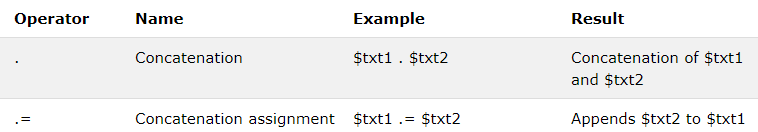 Operator Name Example Result
. Concatenation $txt1 . $txt2 Concatenation of $txt1
and $txt2
.= Concatenation assignment $txt1 .= $txt2 Appends $txt2 to $txt1